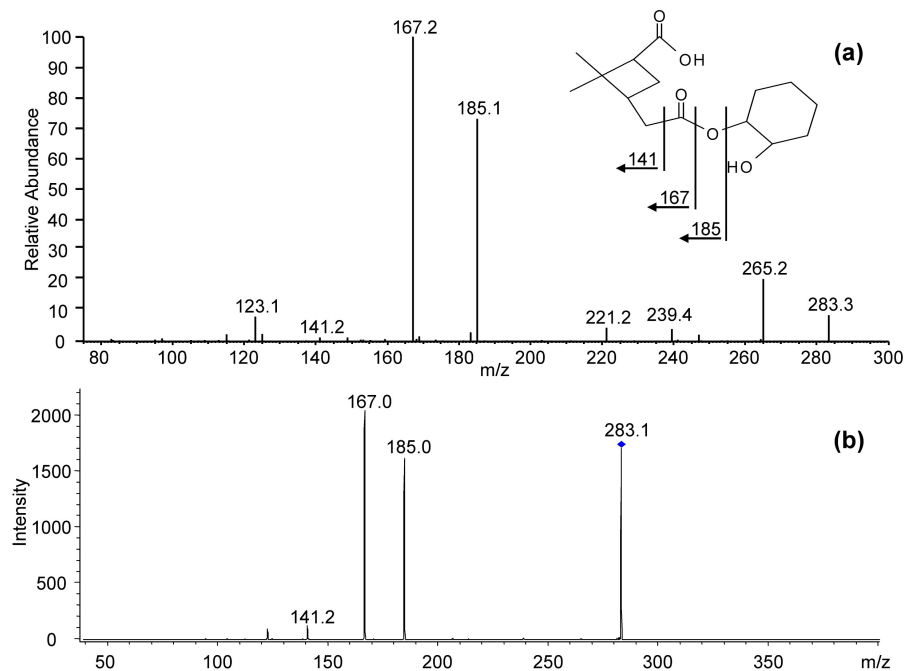 (a)
Relative Abundance
100
90
80
70
60
50
40
30
20
10
0
167.2
185.1
123.1
141.2
221.2
239.4
265.2
283.3
O
OH
O
O
HO
141
167
185
80 100 120 140 160 180 200 220 240 260 280 300
m/z
(b)
Intensity
2000
1500
1000
500
0
167.0
185.0
283.1
141.2
50 100 150 200 250 300 350 m/z